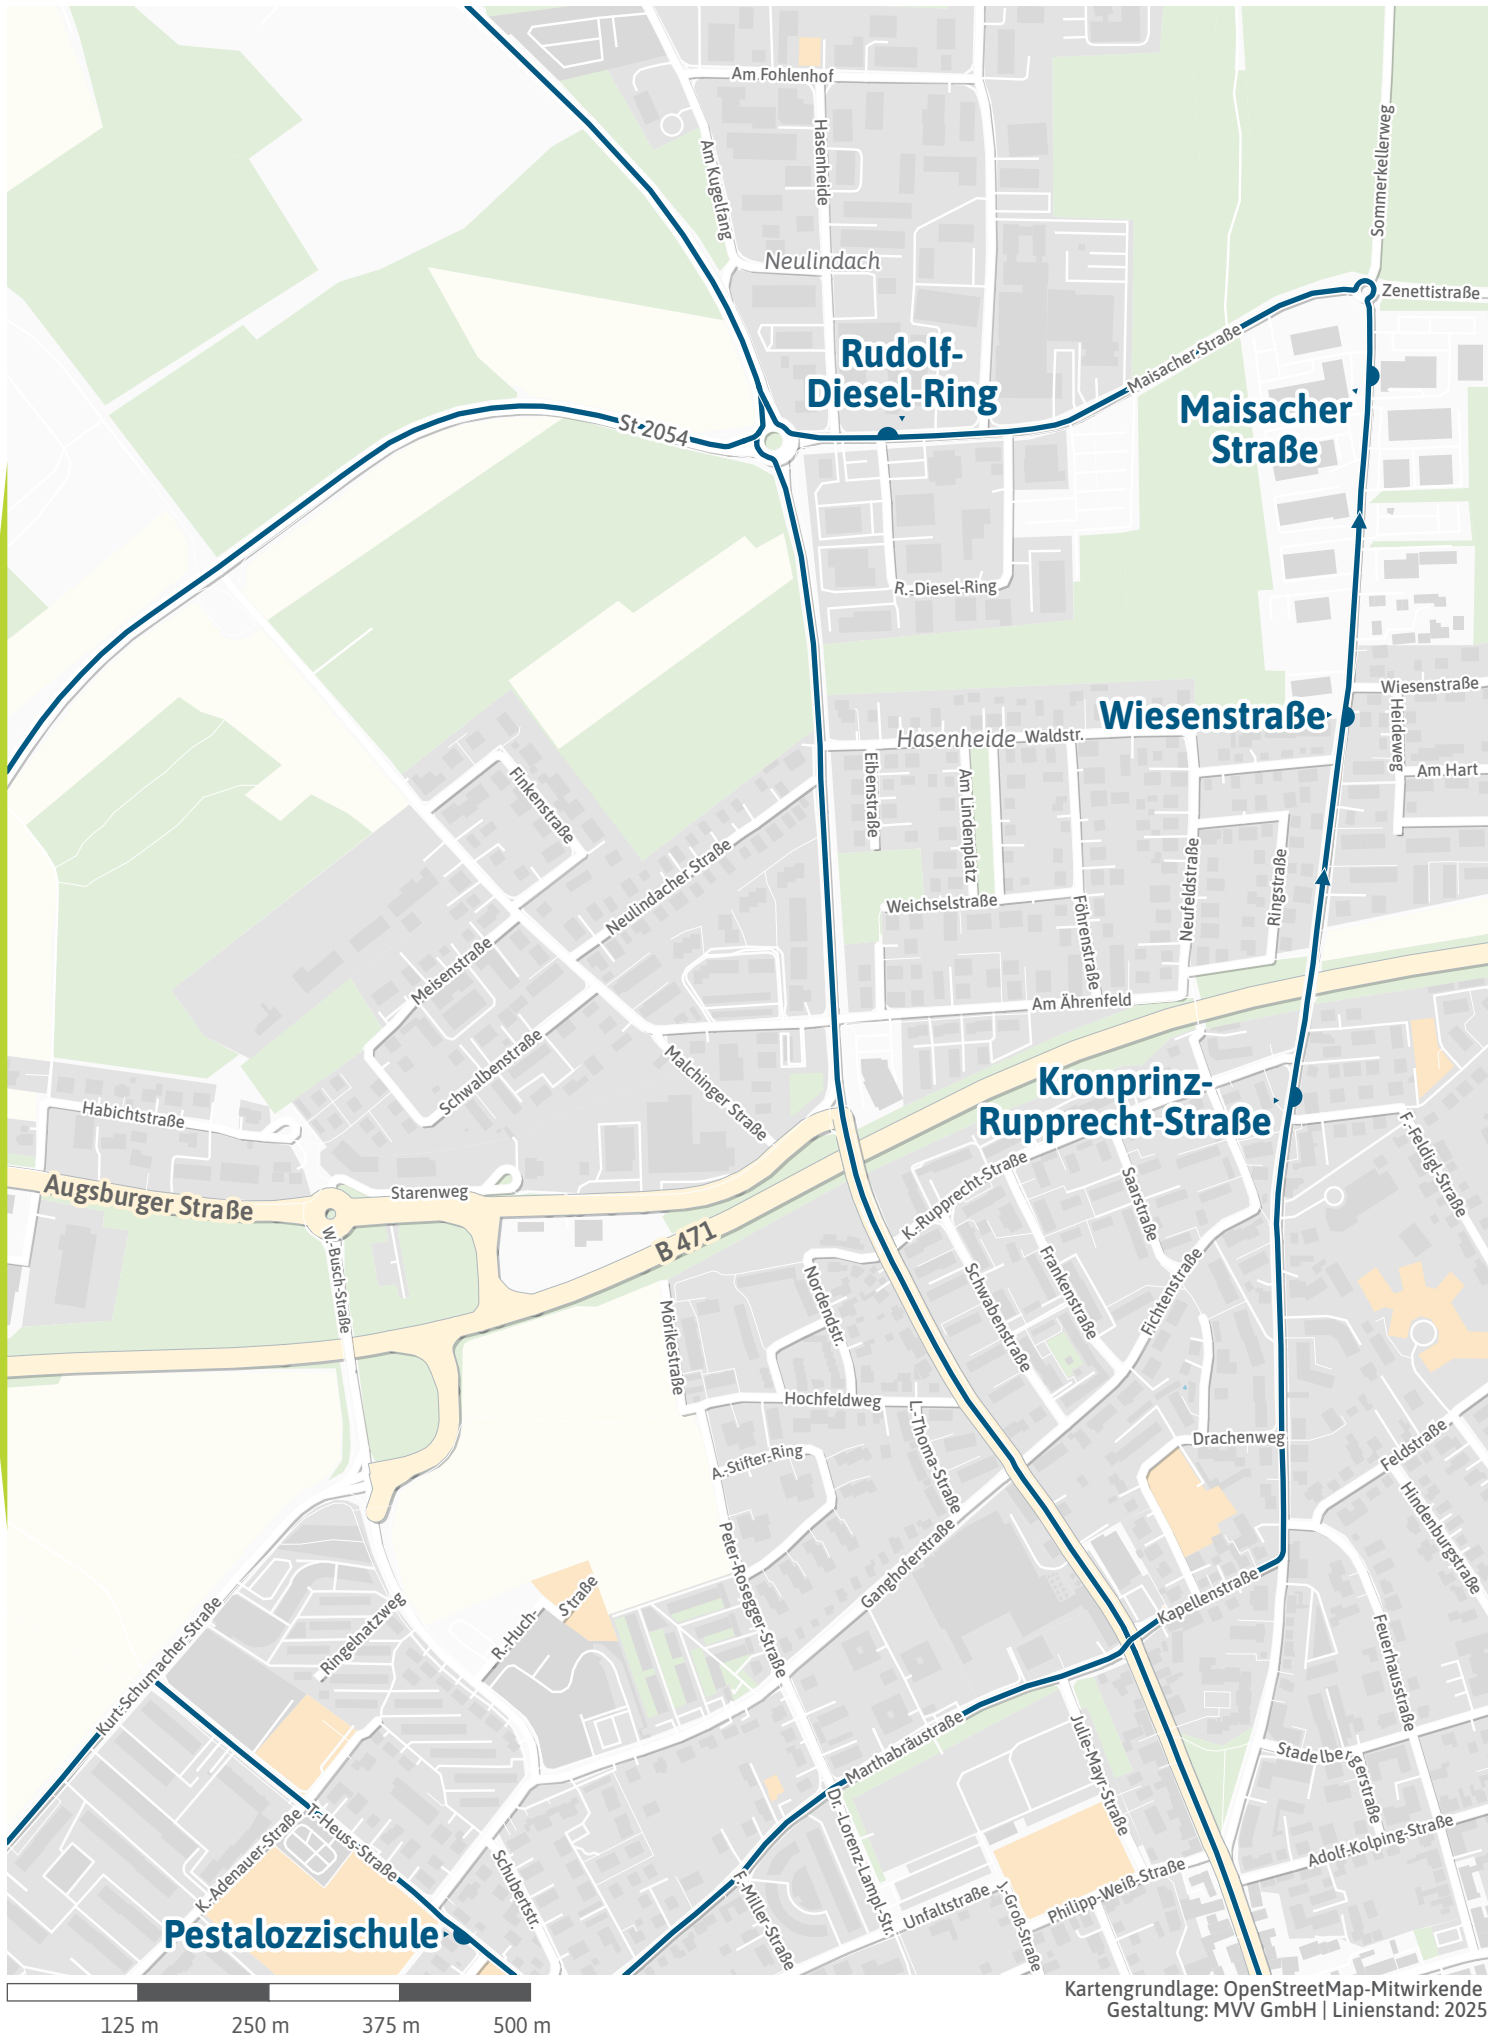 Am Fohlenhof
Hasenheide
Am Kugelfang
Sommerkellerweg
Neulindach
Zenettistraße
Rudolf-
Diesel-Ring
Maisacher Straße
Maisacher
Straße
St 2054
R.-Diesel-Ring
Wiesenstraße
Wiesenstraße
Heideweg
Hasenheide
Waldstr.
Am Hart
Eibenstraße
Am Lindenplatz
Finkenstraße
Neulindacher Straße
Weichselstraße
Föhrenstraße
Neufeldstraße
Ringstraße
Meisenstraße
Am Ährenfeld
Schwalbenstraße
Malchinger Straße
Kronprinz-
Rupprecht-Straße
Habichtstraße
F.-Feldigl-Straße
Augsburger Straße
Starenweg
K.-Rupprecht-Straße
Saarstraße
B 471
W.-Busch-Straße
Nordendstr.
Schwabenstraße
Frankenstraße
Fichtenstraße
Mörikestraße
Hochfeldweg
L.-Thoma-Straße
Drachenweg
Feldstraße
A.-Stifter-Ring
Hindenburgstraße
Peter-Rosegger-Straße
Ganghoferstraße
Kapellenstraße
R.-Huch-
Straße
Ringelnatzweg
Kurt-Schumacher-Straße
Feuerhausstraße
Marthabräustraße
Julie-Mayr-Straße
Stadelbergerstraße
K.-Adenauer-Straße
T.-Heuss-Straße
Dr.-Lorenz-Lampl-Str.
Adolf-Kolping-Straße
Schubertstr.
F.-Miller-Straße
Unfaltstraße
J.-Groß-Straße
Philipp-Weiß-Straße
Pestalozzischule
Kartengrundlage: OpenStreetMap-Mitwirkende
Gestaltung: MVV GmbH | Linienstand: 2025
125 m 250 m 375 m 500 m